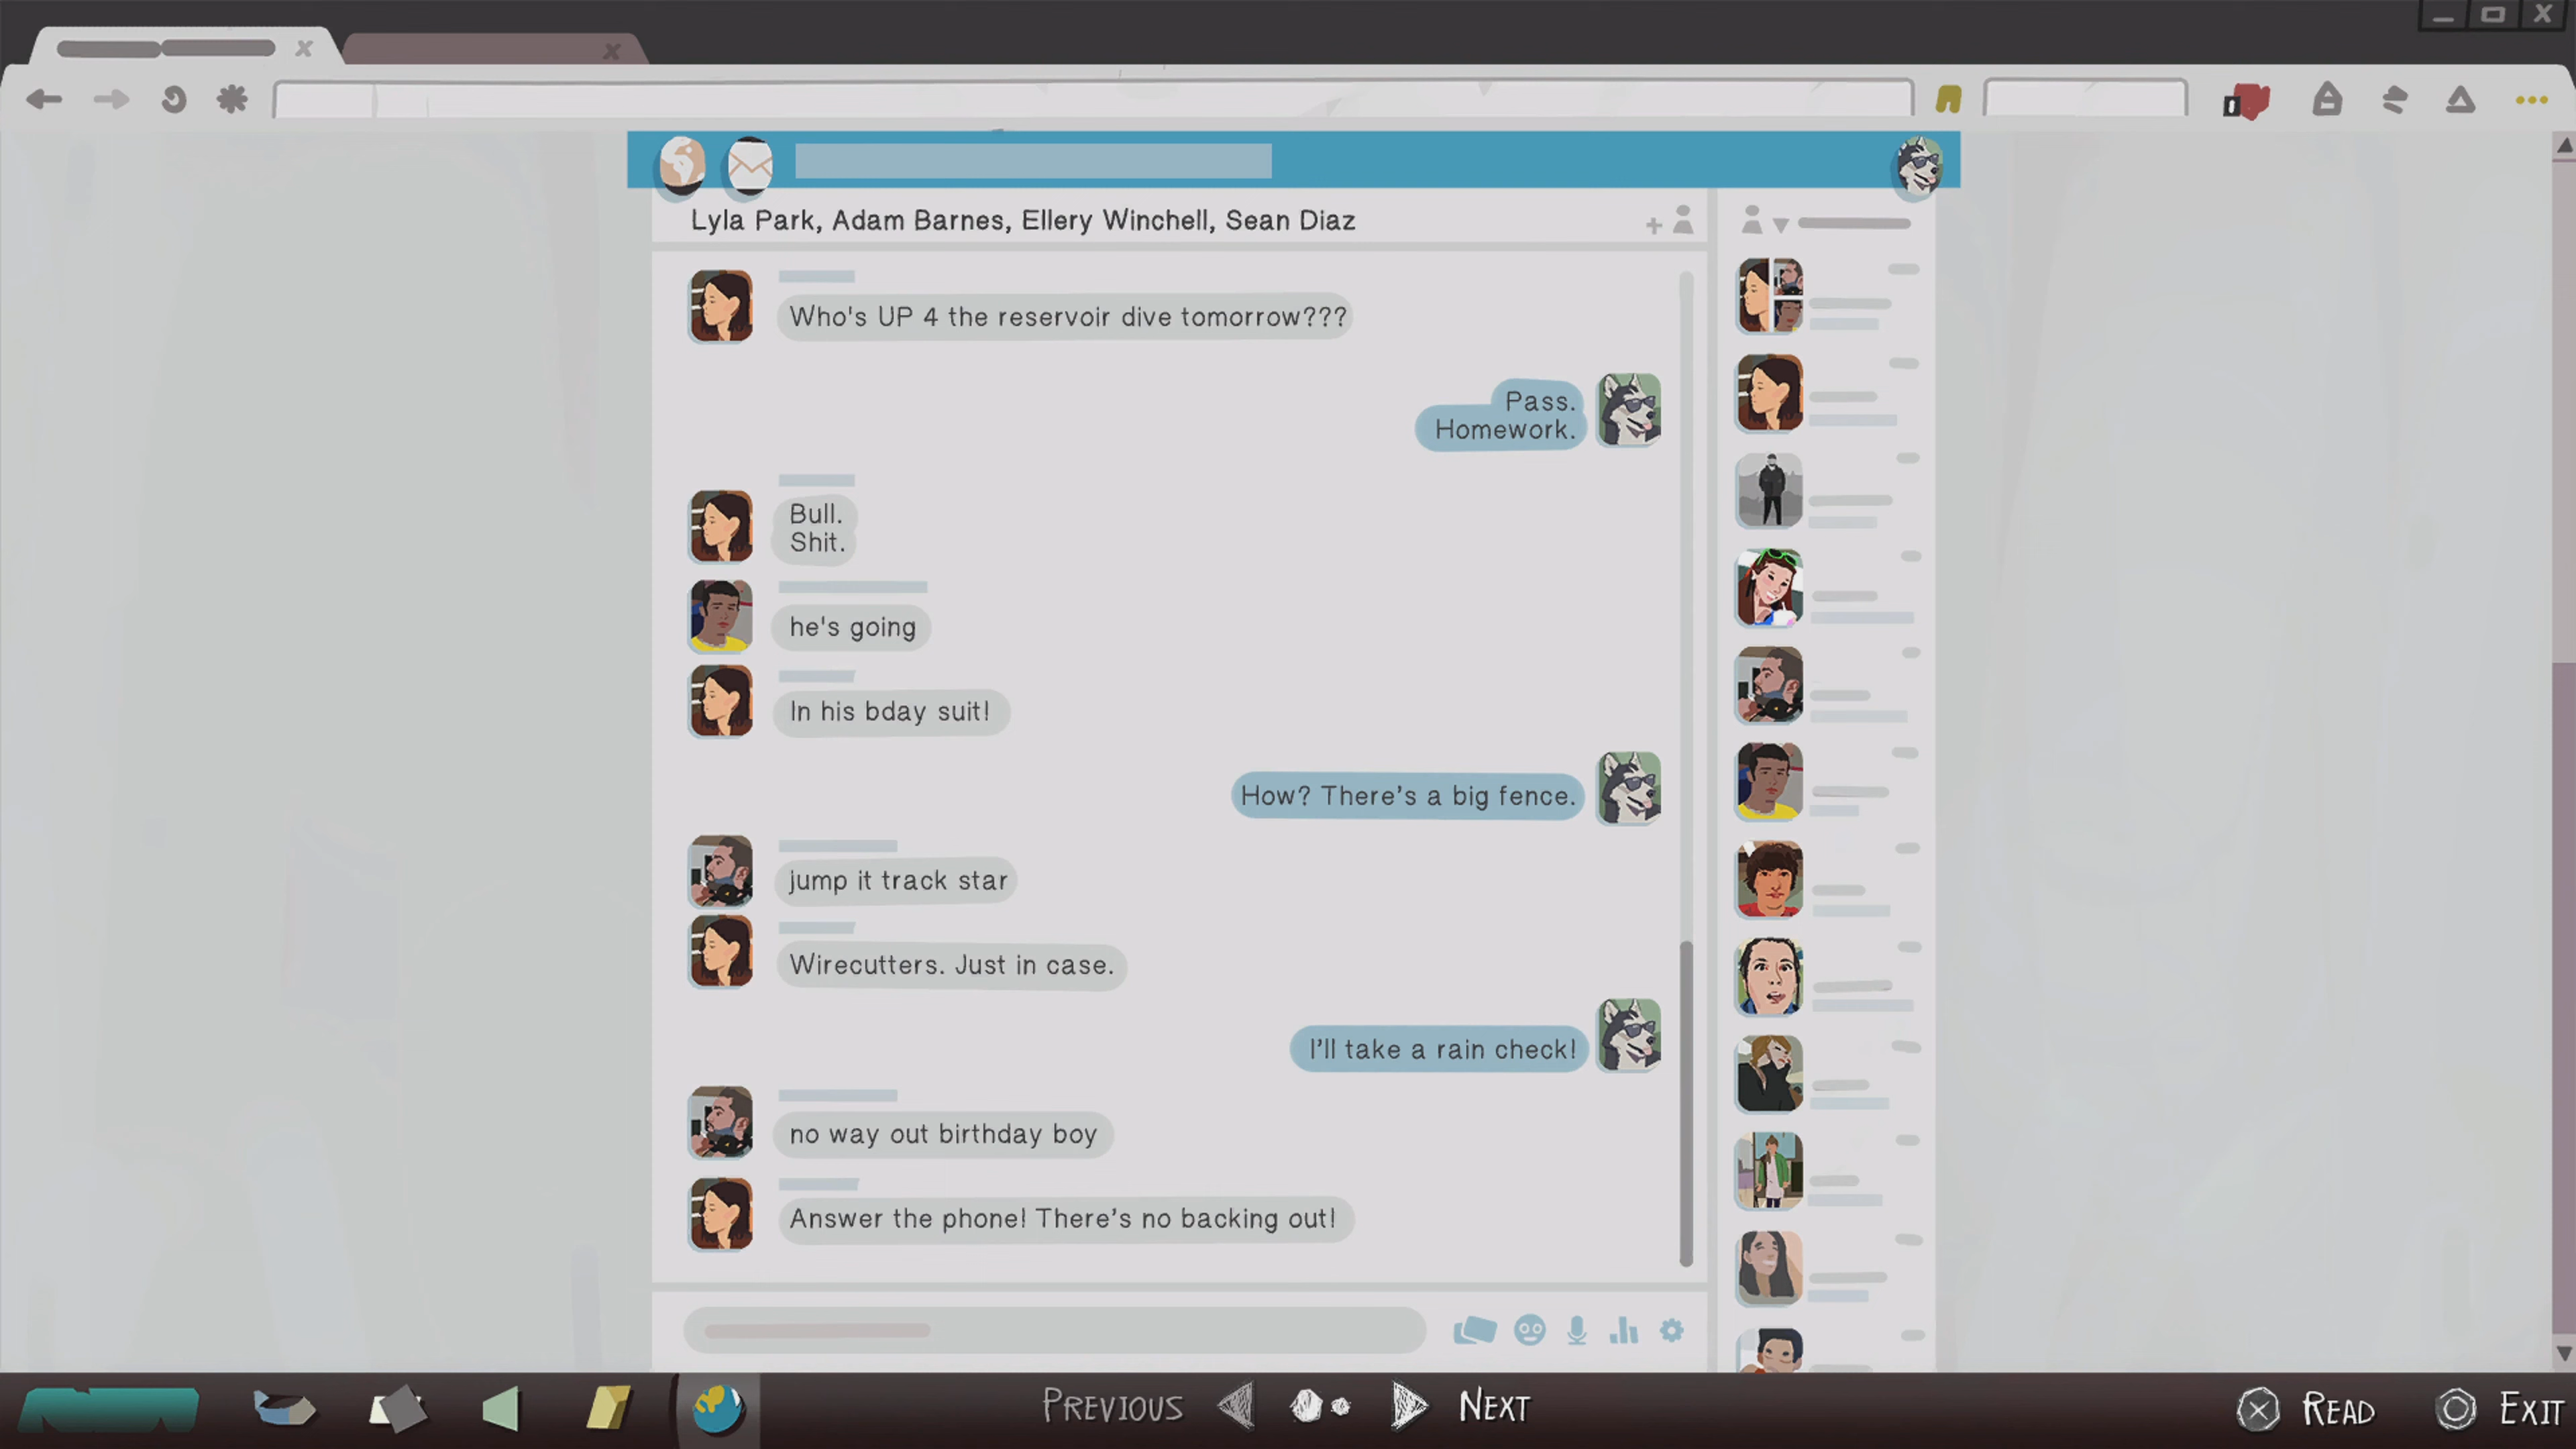 Lyla Park, Adam Barnes, Ellery Winchell, Sean Diaz
Who's UP 4 the reservoir dive tomorrow???
Pass.
Homework.
Bull.
Shit.
he's going
In his bday suit!
How? There's a big fence.
jump it track star
Wirecutters. Just in case.
I'll take a rain check!
no way out birthday boy
Answer the phone! There's no backing out!
PREVIOUS
NEXT
READ
EXIT